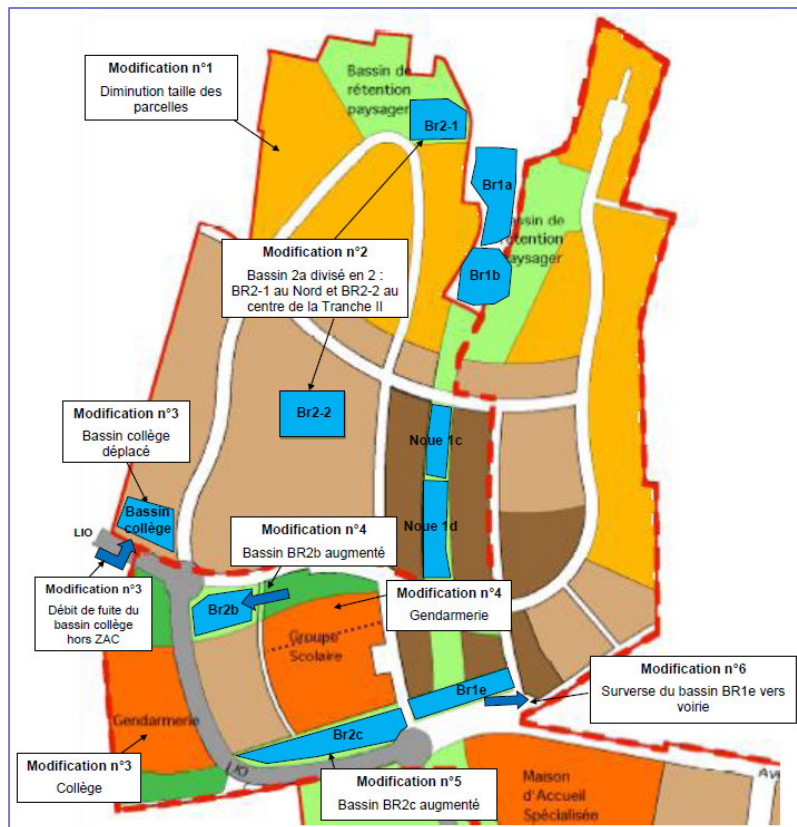 Modification n°1
Diminution taille des
parcelles
Bassin de
rétention
paysager
Br2-1
Br1a
Bassin de
rétention
paysager
Br1b
Modification n°2
Bassin 2a divisé en 2 :
BR2-1 au Nord et BR2-2 au
centre de la Tranche II
Br2-2
Modification n°3
Bassin collège
déplacé
Noue 1c
Bassin
collège
Noue 1d
LIO
Modification n°4
Bassin BR2b augmenté
Modification n°3
Débit de fuite du
bassin collège
hors ZAC
Br2b
Modification n°4
Gendarmerie
Groupe
Scolaire
Modification n°6
Surverse du bassin BR1e vers
voirie
Br1e
Gendarmerie
Br2c
Modification n°3
Collège
LIO
Modification n°5
Bassin BR2c augmenté
Maison
d'Accueil
Spécialisée
Ave